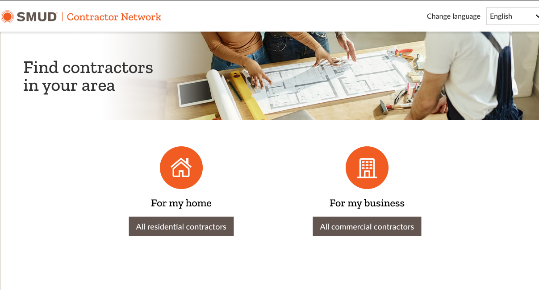 SMUD® | Contractor Network
Change language English
Find contractors
in your area
For my home
For my business
All residential contractors
All commercial contractors